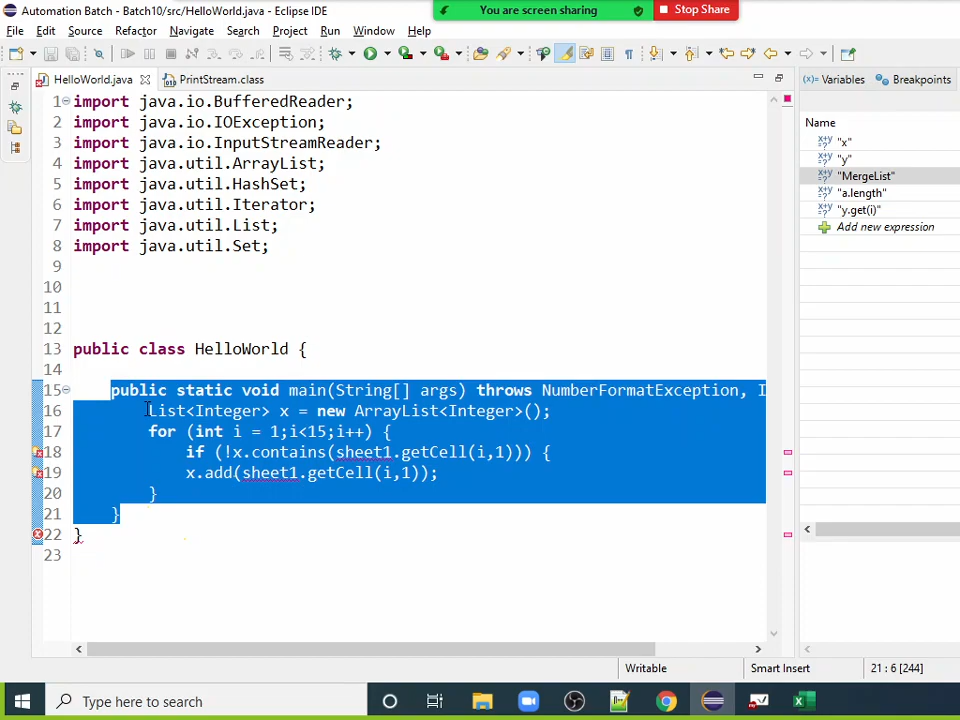 Automation Batch - Batch10/src/HelloWorld.java - Eclipse IDE
You are screen sharing
Stop Share
File Edit Source Refactor Navigate Search Project Run Window Help
HelloWorld.java PrintStream.class
(x)= Variables Breakpoints
1 import java.io.BufferedReader;
2 import java.io.IOException;
3 import java.io.InputStreamReader;
4 import java.util.ArrayList;
5 import java.util.HashSet;
6 import java.util.Iterator;
7 import java.util.List;
8 import java.util.Set;
9
10
11
12
13 public class HelloWorld {
14
15 public static void main(String[] args) throws NumberFormatException, I
16 List<Integer> x = new ArrayList<Integer>();
17 for (int i = 1;i<15;i++) {
18 if (!x.contains(sheet1.getCell(i,1))) {
19 x.add(sheet1.getCell(i,1));
20 }
21 }
22 }
23
Name
"x"
"y"
"MergeList"
"a.length"
"y.get(i)"
Add new expression
Writable Smart Insert 21 : 6 [244]
Type here to search